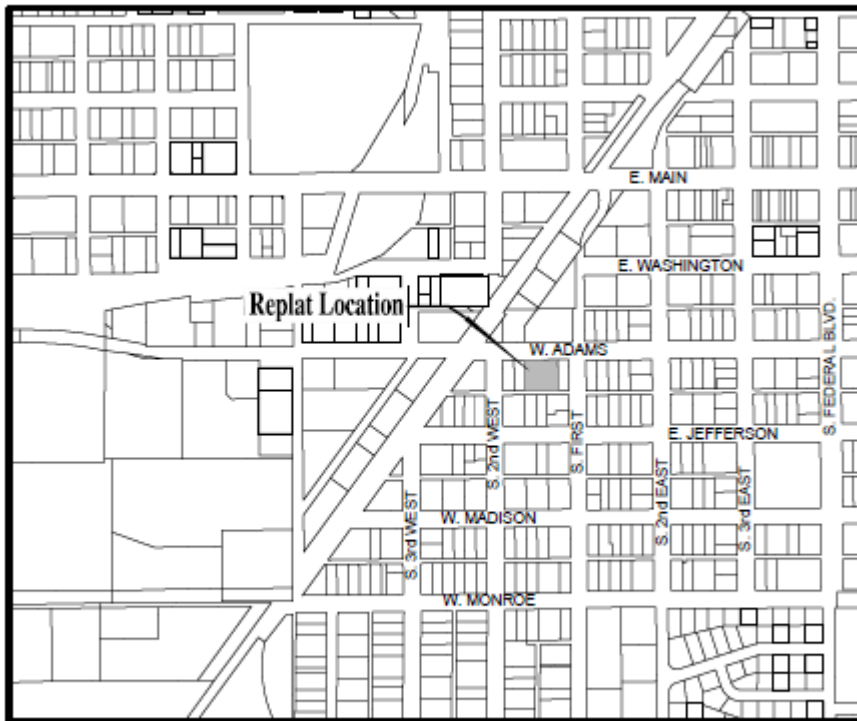 E. MAIN
E. WASHINGTON
Replat Location
S. FEDERAL BLVD.
W. ADAMS
S. 2nd WEST
S. FIRST
E. JEFFERSON
S. 3rd WEST
W. MADISON
S. 2nd EAST
S. 3rd EAST
W. MONROE